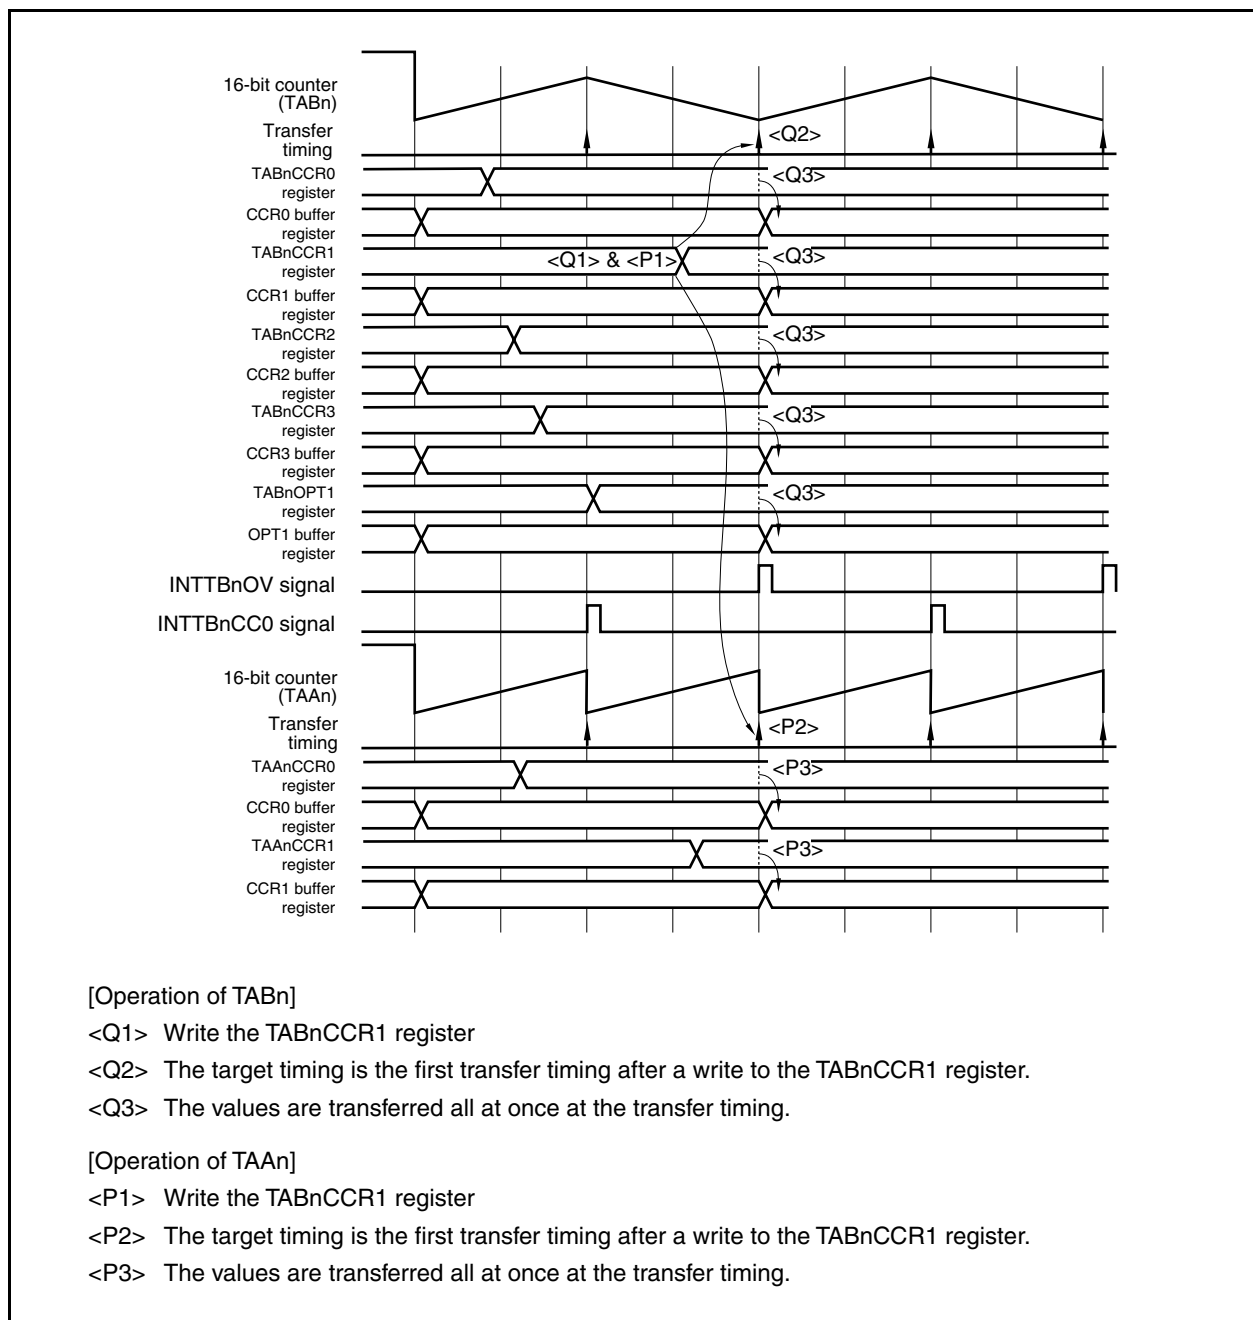 16-bit counter
(TABn)
Transfer
timing
<Q2>
TABnCCR0
register
<Q3>
CCR0 buffer
register
TABnCCR1
register
<Q1> & <P1>
<Q3>
CCR1 buffer
register
TABnCCR2
register
<Q3>
CCR2 buffer
register
TABnCCR3
register
<Q3>
CCR3 buffer
register
TABnOPT1
register
<Q3>
OPT1 buffer
register
INTTBnOV signal
INTTBnCC0 signal
16-bit counter
(TAAn)
Transfer
timing
<P2>
TAAnCCR0
register
<P3>
CCR0 buffer
register
TAAnCCR1
register
<P3>
CCR1 buffer
register
[Operation of TABn]
<Q1> Write the TABnCCR1 register
<Q2> The target timing is the first transfer timing after a write to the TABnCCR1 register.
<Q3> The values are transferred all at once at the transfer timing.
[Operation of TAAn]
<P1> Write the TABnCCR1 register
<P2> The target timing is the first transfer timing after a write to the TABnCCR1 register.
<P3> The values are transferred all at once at the transfer timing.